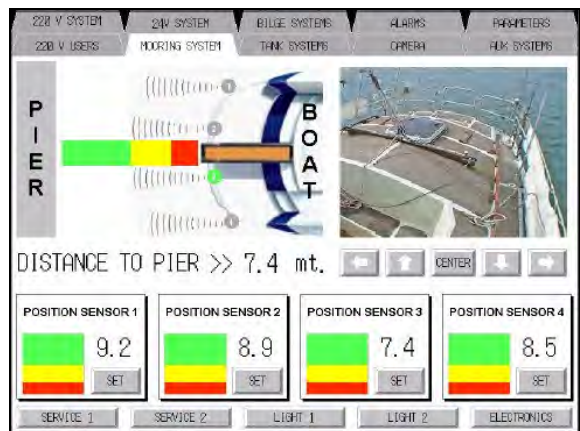 220 V SYSTEM
24V SYSTEM
BILGE SYSTEMS
ALARMS
PARAMETERS
220 V USERS
MOORING SYSTEM
TANK SYSTEMS
CAMERA
AUX SYSTEMS
PIER
BOAT
DISTANCE TO PIER >> 7.4 mt.
CENTER
POSITION SENSOR 1
9.2
SET
POSITION SENSOR 2
8.9
SET
POSITION SENSOR 3
7.4
SET
POSITION SENSOR 4
8.5
SET
SERVICE 1
SERVICE 2
LIGHT 1
LIGHT 2
ELECTRONICS